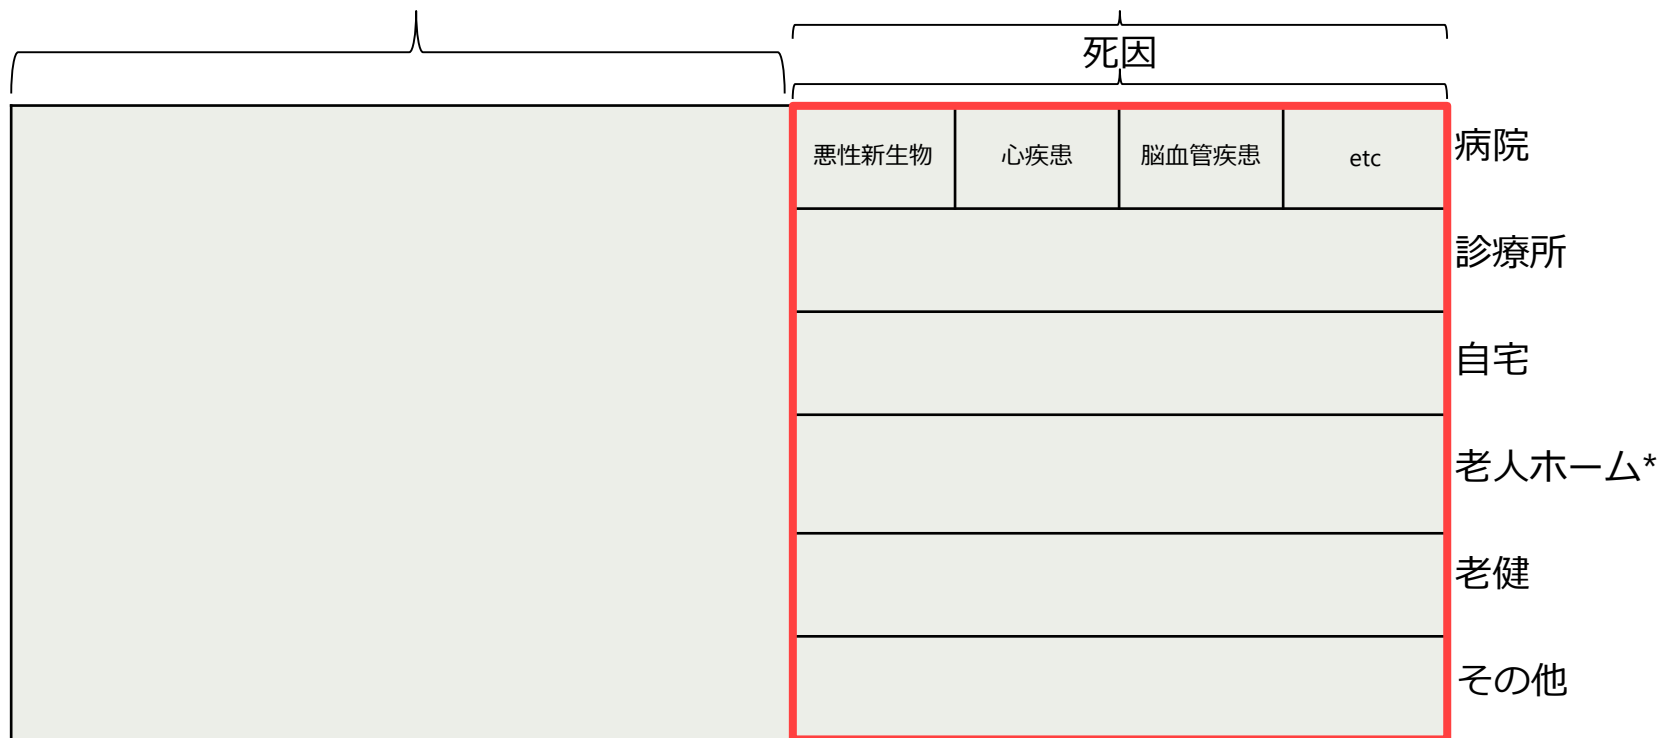 死因
悪性新生物 心疾患 脳血管疾患 etc 病院
診療所
自宅
老人ホーム*
老健
その他